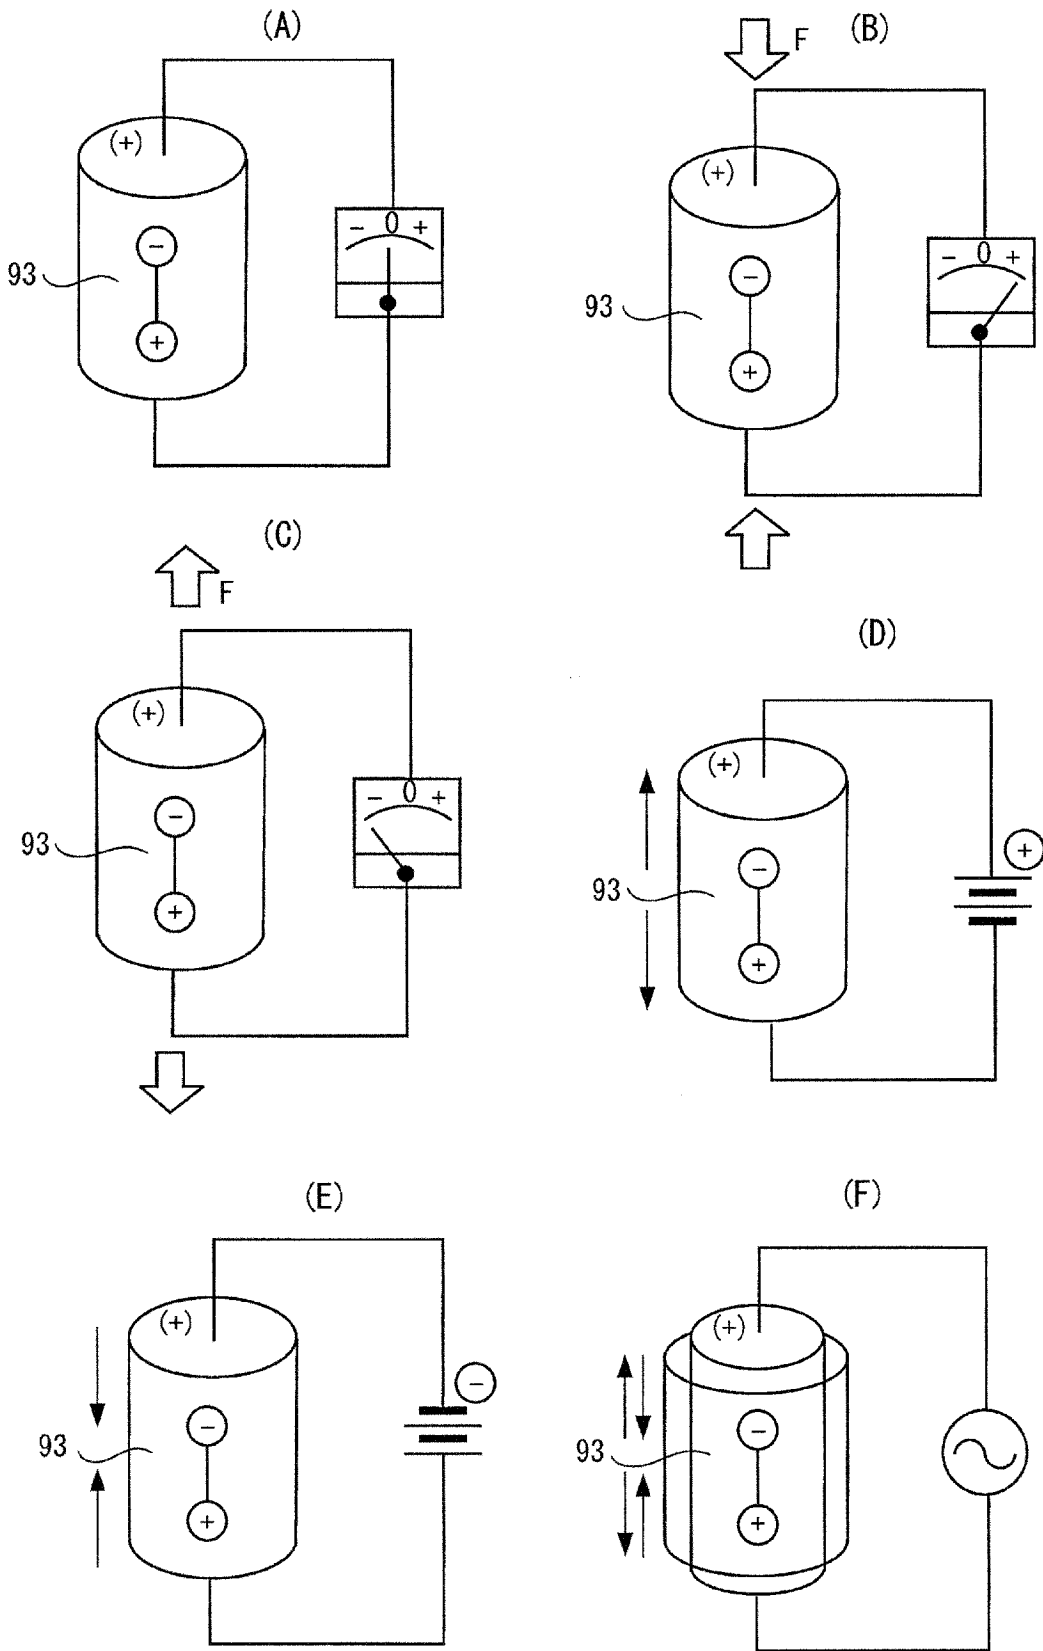 (A)
(+)
- 0 +
93
-
+
(B)
F
(+)
- 0 +
93
-
+
(C)
F
(+)
- 0 +
93
-
+
(D)
(+)
+
93
-
+
(E)
(+)
-
93
-
+
(F)
(+)
93
-
+